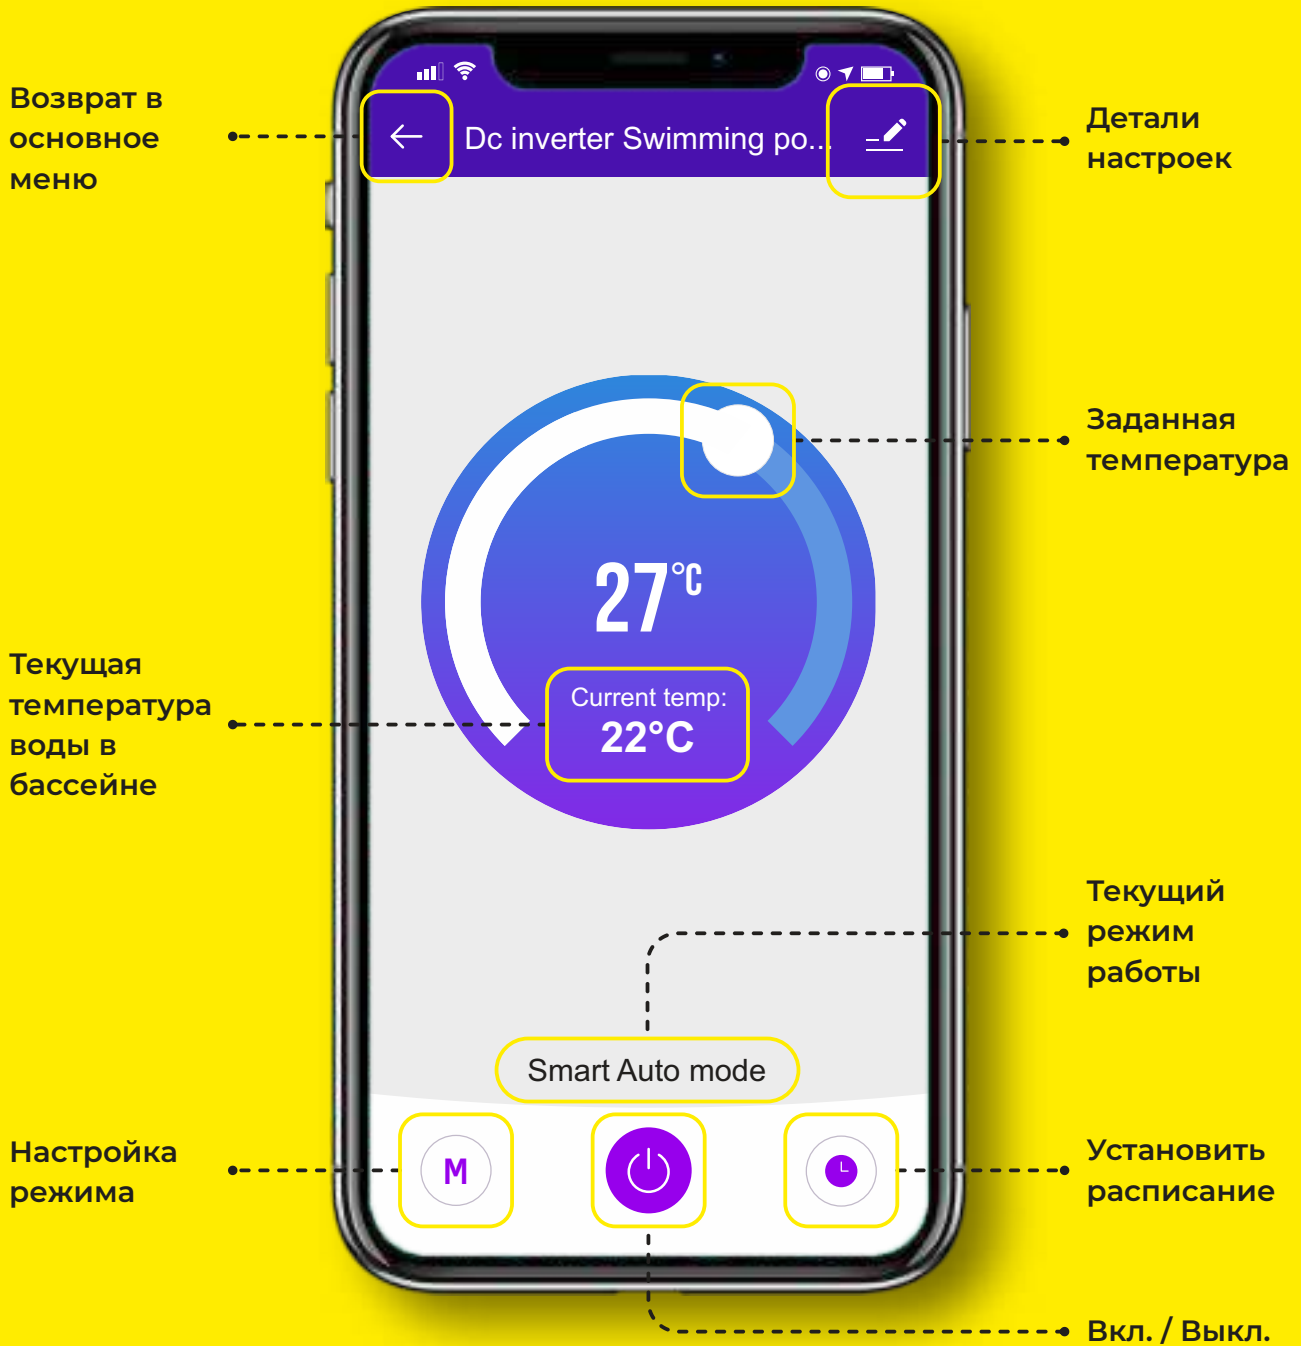 Возврат в
основное
меню
Dc inverter Swimming po...
Детали
настроек
Заданная
температура
27°C
Текущая
температура
воды в
бассейне
Current temp:
22°C
Текущий
режим
работы
Smart Auto mode
Настройка
режима
M
Установить
расписание
Вкл. / Выкл.